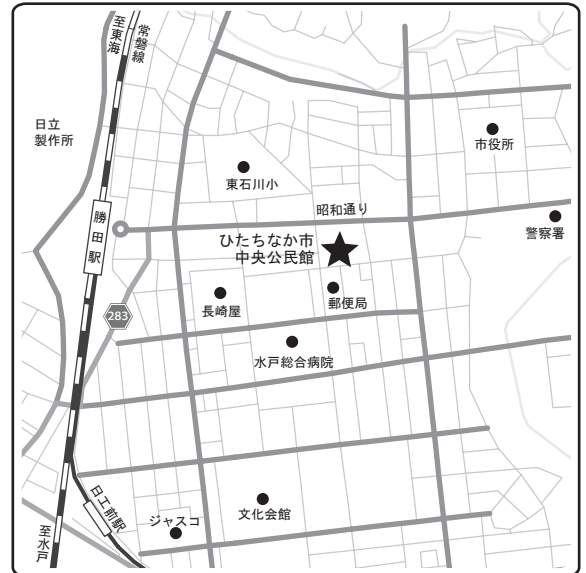 至東海
常磐線
日立
製作所
市役所
東石川小
昭和通り
勝田駅
警察署
ひたちなか市
中央公民館
長崎屋
郵便局
283
水戸総合病院
日工前駅
ジャスコ
文化会館
至水戸